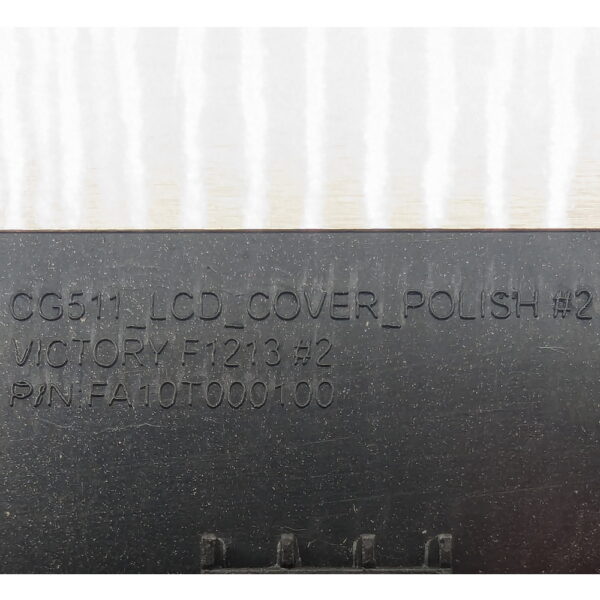 CG511_LCD_COVER_POLISH #2
VICTORY F1213 #2
P/N:FA10T000100